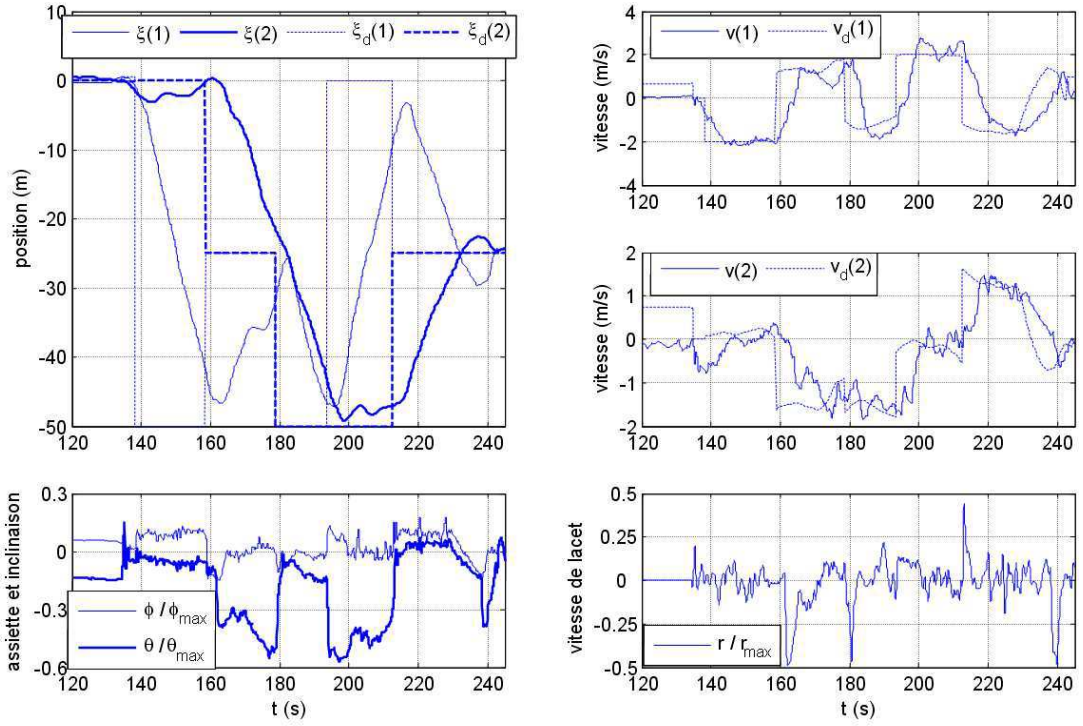 ξ(1) ξ(2) ξd(1) ξd(2)
0
-10
-20
-30
-40
-50
position (m)
120 140 160 180 200 220 240
4
2
0
-2
-4
vitesse (m/s)
v(1) vd(1)
120 140 160 180 200 220 240
2
1
0
-1
-2
vitesse (m/s)
v(2) vd(2)
120 140 160 180 200 220 240
0.3
0
-0.3
-0.6
assiette et inclinaison
ϕ / ϕmax
θ / θmax
120 140 160 180 200 220 240
t (s)
0.5
0.25
0
-0.25
-0.5
vitesse de lacet
r / rmax
120 140 160 180 200 220 240
t (s)